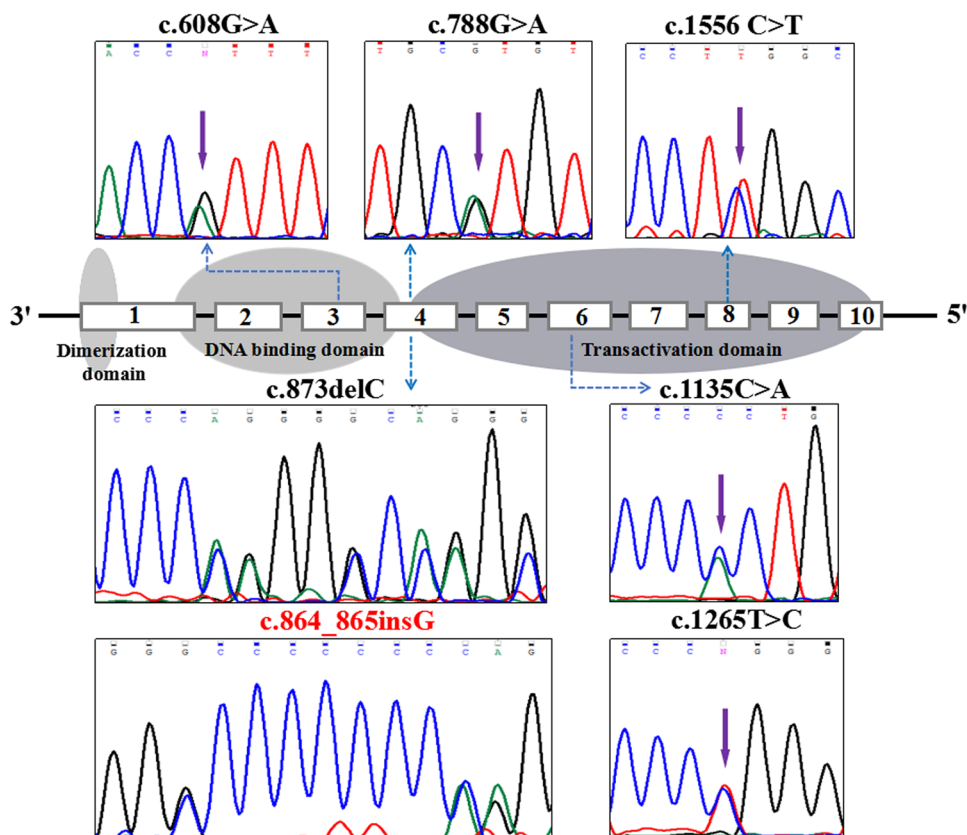 c.608G>A
c.788G>A
c.1556 C>T
A C C N T T T
T G C G T G T
C C T T G G C
3'
1
2
3
4
5
6
7
8
9
10
5'
Dimerization
domain
DNA binding domain
Transactivation domain
c.873delC
c.1135C>A
C C C A G G G G C A G G G
C C C C C T G
c.864_865insG
c.1265T>C
G G G C C C C C C C C A G
C C C N G G G